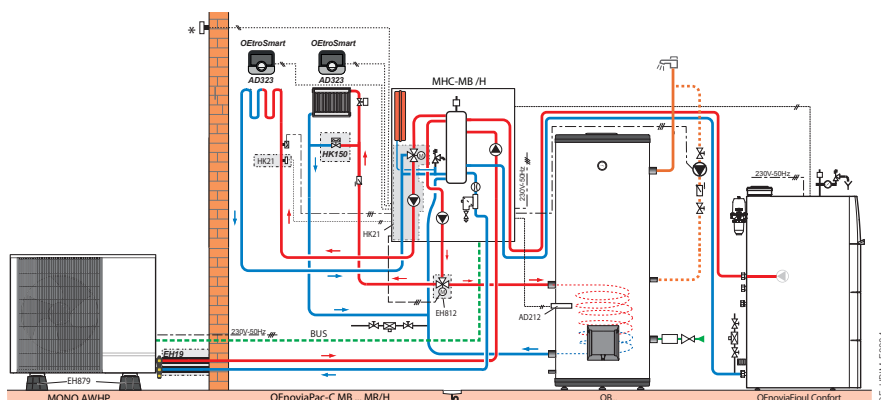 *
OEtroSmart
AD323
OEtroSmart
AD323
MHC-MB /H
HK21
HK150
230V-50Hz
230V-50Hz
HK21
EH812
AD212
230V-50Hz
BUS
EH19
EH879
MONO AWHP
OEnoviaPac-C MB
MR/H
OB
OEnoviaFioul Confort